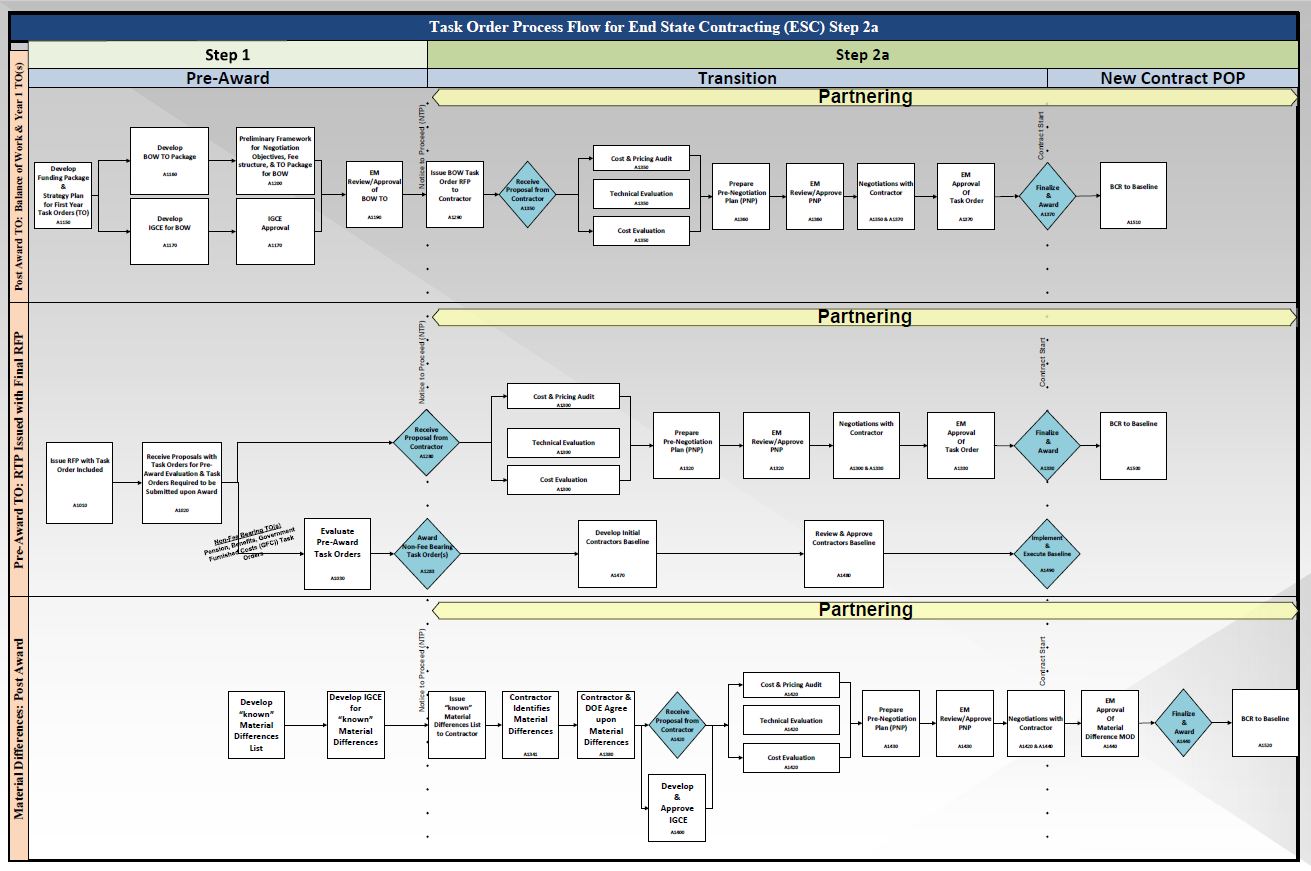 Task Order Process Flow for End State Contracting (ESC) Step 2a
Step 1
Step 2a
Pre-Award
Transition
New Contract POP
Post Award TO: Balance of Work & Year 1 TO(s)
Partnering
Notice to Proceed (NTP)
Contract Start
Develop
Funding Package
&
Strategy Plan
for First Year
Task Orders (TO)
A1150
Develop
BOW TO Package
A1160
Preliminary Framework
for Negotiation
Objectives, Fee
structure, & TO Package
for BOW
A1200
Develop
IGCE for BOW
A1170
IGCE
Approval
A1170
EM
Review/Approval
of
BOW TO
A1190
Issue BOW Task
Order RFP
to
Contractor
A1290
Receive
Proposal from
Contractor
A1350
Cost & Pricing Audit
A1350
Technical Evaluation
A1350
Cost Evaluation
A1350
Prepare
Pre-Negotiation
Plan (PNP)
A1360
EM
Review/Approve
PNP
A1360
Negotiations with
Contractor
A1350 & A1370
EM
Approval
Of
Task Order
A1370
Finalize
&
Award
A1370
BCR to Baseline
A1510
Pre-Award TO: RTP Issued with Final RFP
Partnering
Notice to Proceed (NTP)
Contract Start
Issue RFP with Task
Order Included
A1010
Receive Proposals with
Task Orders for Pre-
Award Evaluation & Task
Orders Required to be
Submitted upon Award
A1020
Receive
Proposal from
Contractor
A1280
Cost & Pricing Audit
A1300
Technical Evaluation
A1300
Cost Evaluation
A1300
Prepare
Pre-Negotiation
Plan (PNP)
A1320
EM
Review/Approve
PNP
A1320
Negotiations with
Contractor
A1300 & A1330
EM
Approval
Of
Task Order
A1330
Finalize
&
Award
A1330
BCR to Baseline
A1500
Non-Fee Bearing TO(s)
Pension, Benefits, Government
Furnished Costs (GFC)) Task
Orders
Evaluate
Pre-Award
Task Orders
A1030
Award
Non-Fee Bearing
Task Order(s)
A1283
Develop Initial
Contractors Baseline
A1470
Review & Approve
Contractors Baseline
A1480
Implement
&
Execute Baseline
A1490
Material Differences: Post Award
Partnering
Notice to Proceed (NTP)
Contract Start
Develop
“known”
Material
Differences
List
Develop IGCE
for
“known”
Material
Differences
Issue
“known”
Material
Differences List
to Contractor
Contractor
Identifies
Material
Differences
A1341
Contractor &
DOE Agree
upon
Material
Differences
A1380
Receive
Proposal from
Contractor
A1420
Develop
&
Approve
IGCE
A1400
Cost & Pricing Audit
A1420
Technical Evaluation
A1420
Cost Evaluation
A1420
Prepare
Pre-Negotiation
Plan (PNP)
A1430
EM
Review/Approve
PNP
A1430
Negotiations with
Contractor
A1420 & A1440
EM
Approval
Of
Material
Difference MOD
A1440
Finalize
&
Award
A1440
BCR to Baseline
A1520